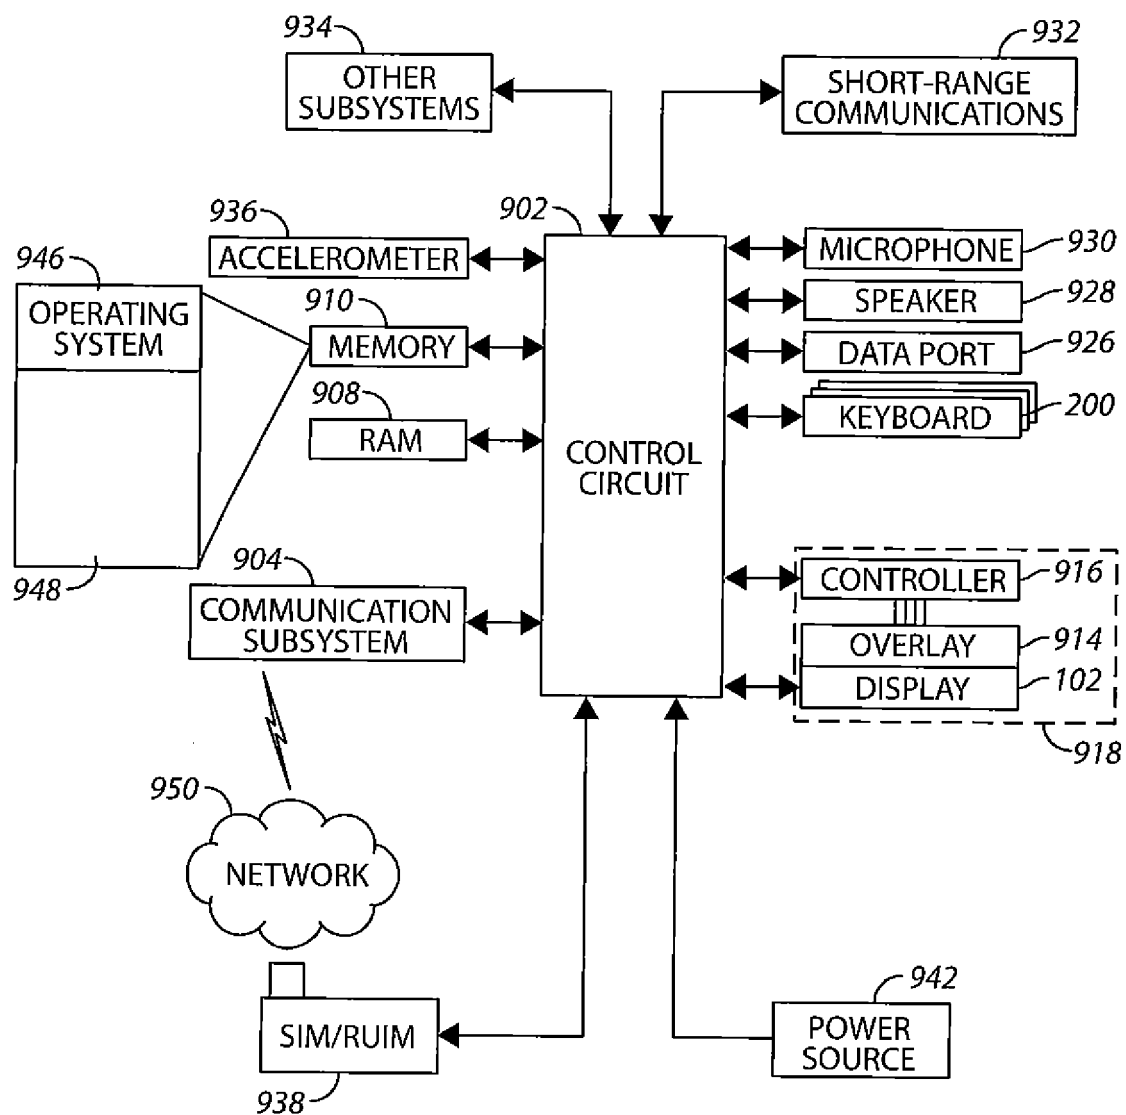 934
OTHER
SUBSYSTEMS
932
SHORT-RANGE
COMMUNICATIONS
936
ACCELEROMETER
902
CONTROL
CIRCUIT
MICROPHONE
930
946
OPERATING
SYSTEM
948
910
MEMORY
908
RAM
SPEAKER
928
DATA PORT
926
KEYBOARD
200
904
COMMUNICATION
SUBSYSTEM
CONTROLLER
916
OVERLAY
914
DISPLAY
102
918
950
NETWORK
SIM/RUIM
938
942
POWER
SOURCE